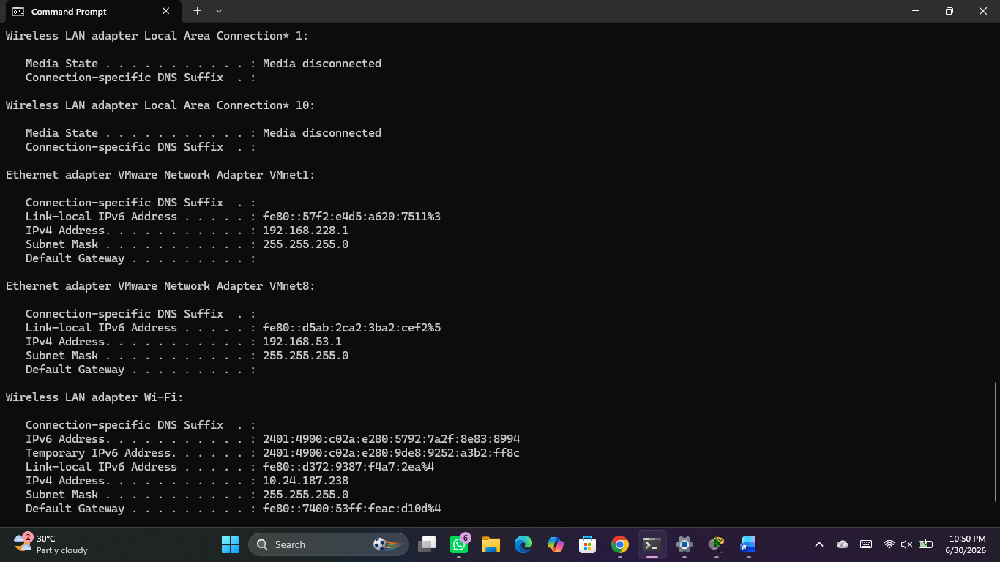 Command Prompt
Wireless LAN adapter Local Area Connection* 1:
Media State . . . . . . . . . . . : Media disconnected
Connection-specific DNS Suffix  . :
Wireless LAN adapter Local Area Connection* 10:
Media State . . . . . . . . . . . : Media disconnected
Connection-specific DNS Suffix  . :
Ethernet adapter VMware Network Adapter VMnet1:
Connection-specific DNS Suffix  . :
Link-local IPv6 Address . . . . . : fe80::57f2:e4d5:a620:7511%3
IPv4 Address. . . . . . . . . . . : 192.168.228.1
Subnet Mask . . . . . . . . . . . : 255.255.255.0
Default Gateway . . . . . . . . . :
Ethernet adapter VMware Network Adapter VMnet8:
Connection-specific DNS Suffix  . :
Link-local IPv6 Address . . . . . : fe80::d5ab:2ca2:3ba2:cef2%5
IPv4 Address. . . . . . . . . . . : 192.168.53.1
Subnet Mask . . . . . . . . . . . : 255.255.255.0
Default Gateway . . . . . . . . . :
Wireless LAN adapter Wi-Fi:
Connection-specific DNS Suffix  . :
IPv6 Address. . . . . . . . . . . : 2401:4900:c02a:e280:5792:7a2f:8e83:8994
Temporary IPv6 Address. . . . . . : 2401:4900:c02a:e280:9de8:9252:a3b2:ff8c
Link-local IPv6 Address . . . . . : fe80::d372:9387:f4a7:2ea%4
IPv4 Address. . . . . . . . . . . : 10.24.187.238
Subnet Mask . . . . . . . . . . . : 255.255.255.0
Default Gateway . . . . . . . . . : fe80::7400:53ff:feac:d10d%4
2
30°C
Partly cloudy
Search
6
10:50 PM
6/30/2026